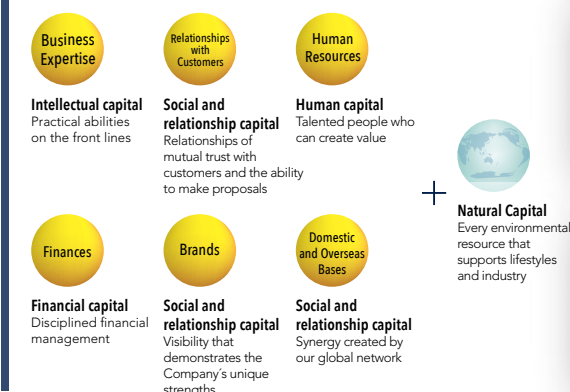 Business
Expertise
Intellectual capital
Practical abilities
on the front lines
Relationships
with
Customers
Social and
relationship capital
Relationships of
mutual trust with
customers and the ability
to make proposals
Human
Resources
Human capital
Talented people who
can create value
Finances
Financial capital
Disciplined financial
management
Brands
Social and
relationship capital
Visibility that
demonstrates the
Company´s unique
strengths
Domestic
and Overseas
Bases
Social and
relationship capital
Synergy created by
our global network
+
Natural Capital
Every environmental
resource that
supports lifestyles
and industry